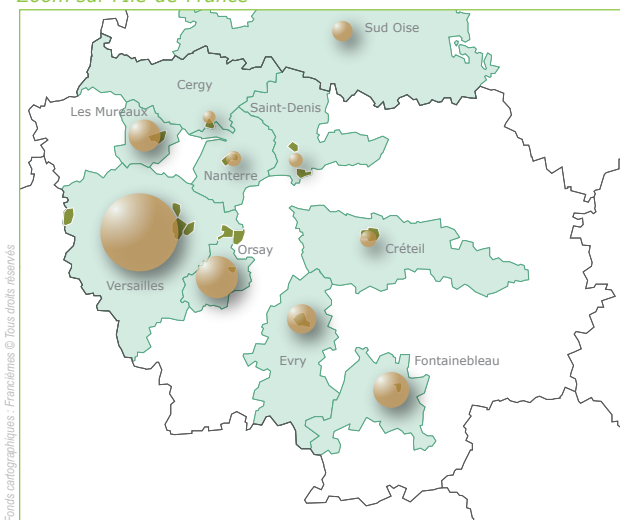 Zoom sur l'Ile-de-France
Sud Oise
Cergy
Saint-Denis
Les Mureaux
Nanterre
Orsay
Créteil
Versailles
Evry
Fontainebleau
Fonds cartographiques : Francièmes © Tous droits réservés